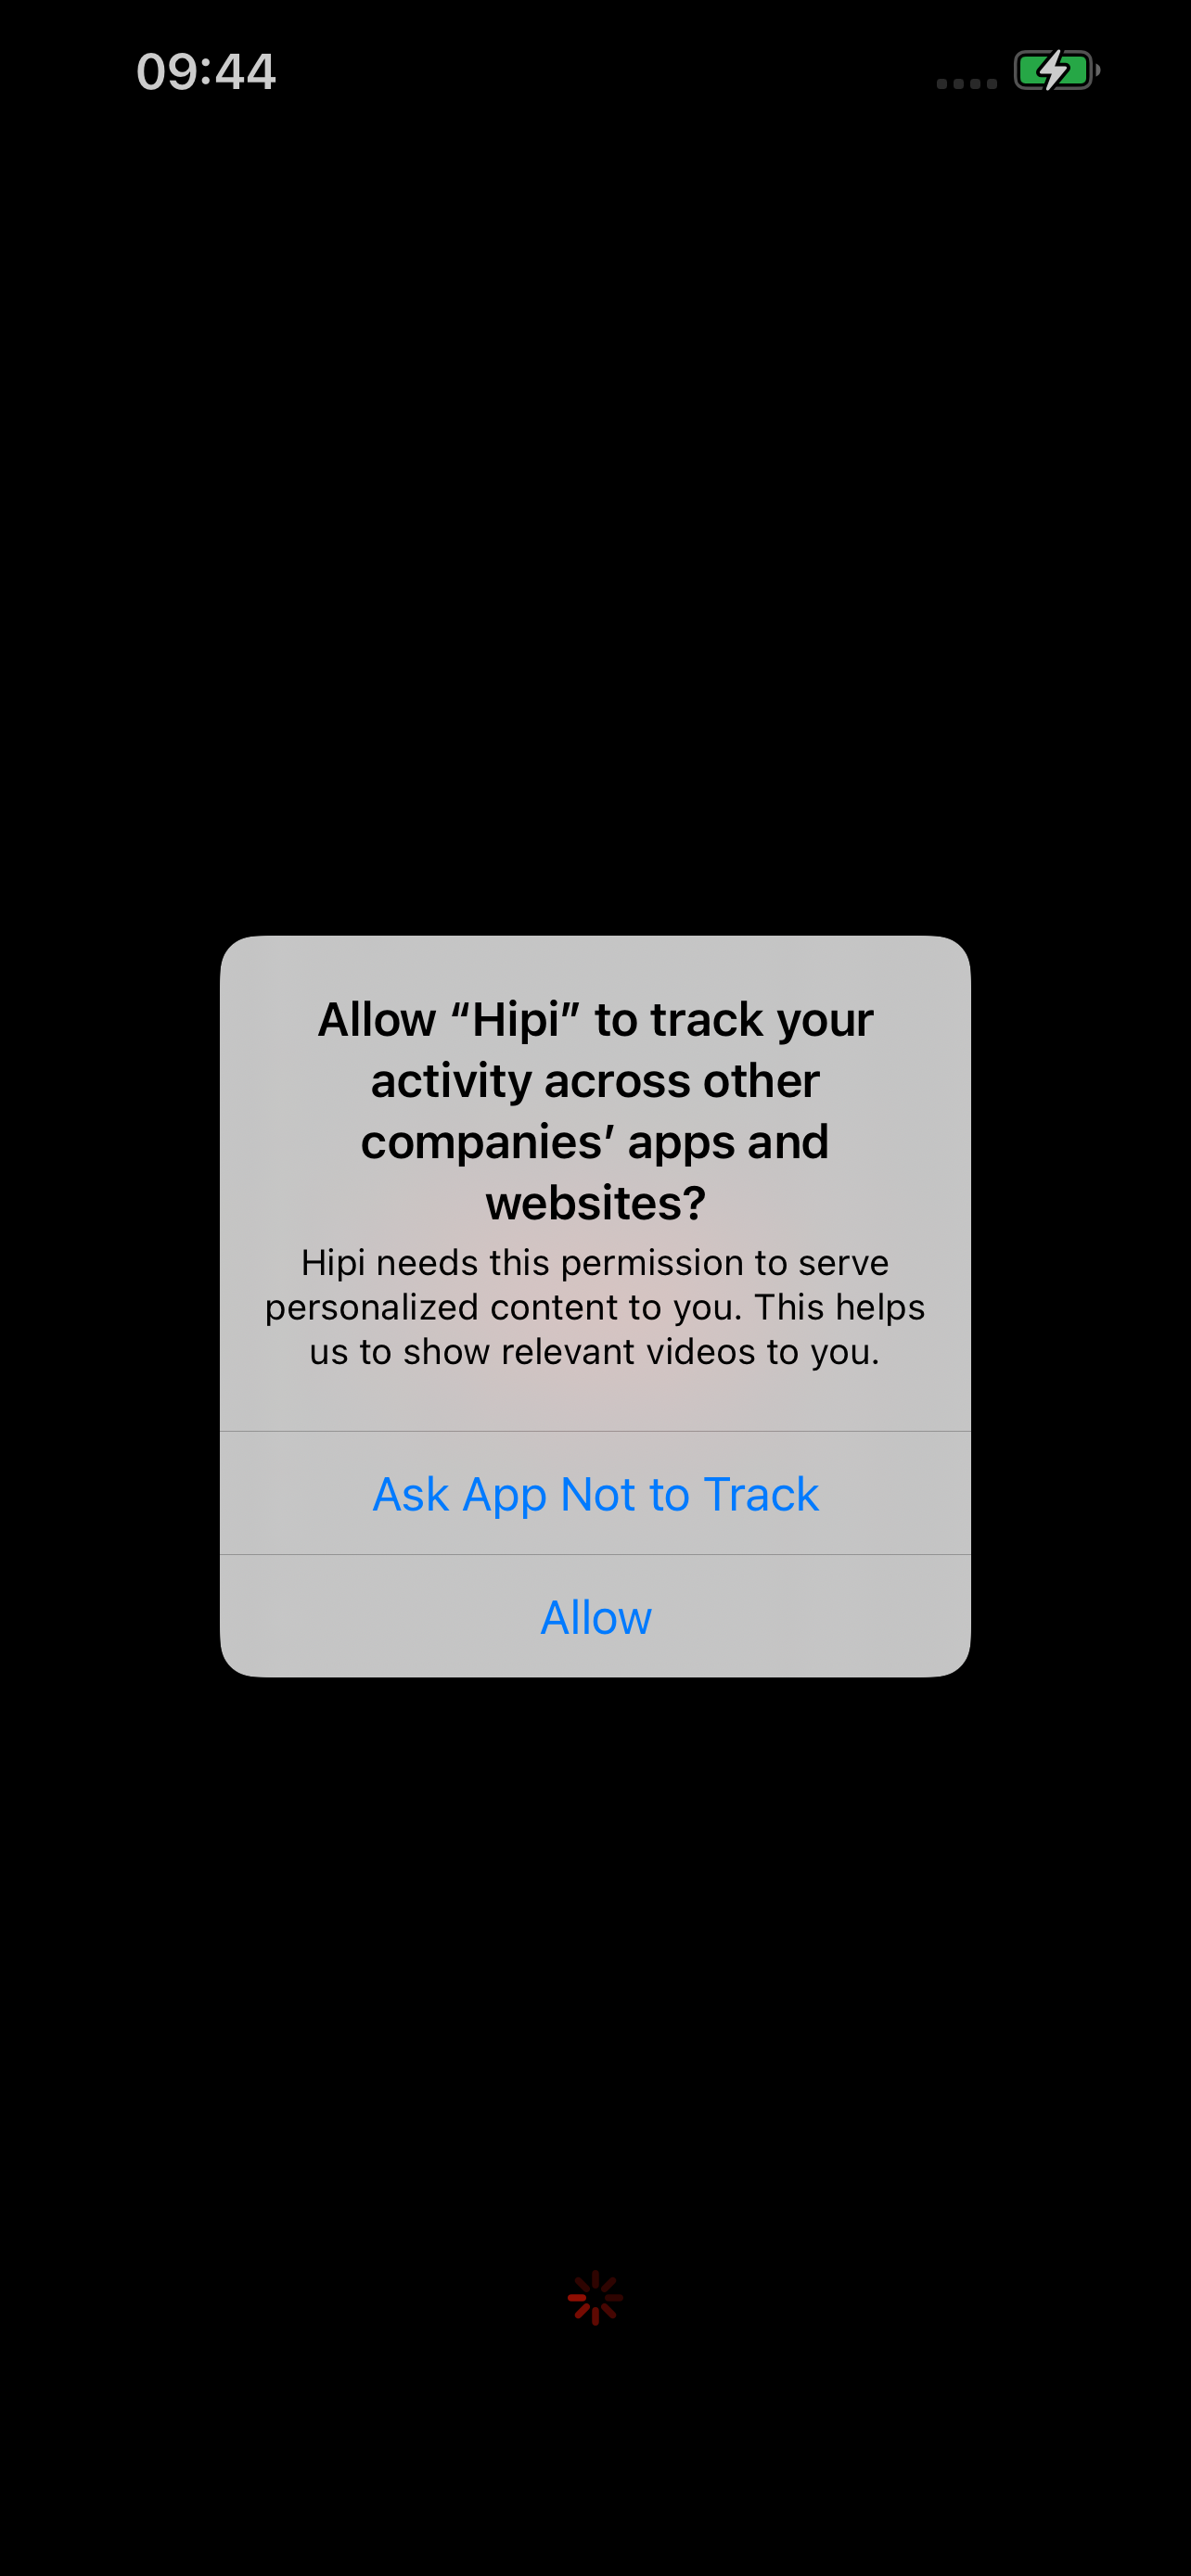 09:44
Allow “Hipi” to track your
activity across other
companies’ apps and
websites?
Hipi needs this permission to serve
personalized content to you. This helps
us to show relevant videos to you.
Ask App Not to Track
Allow